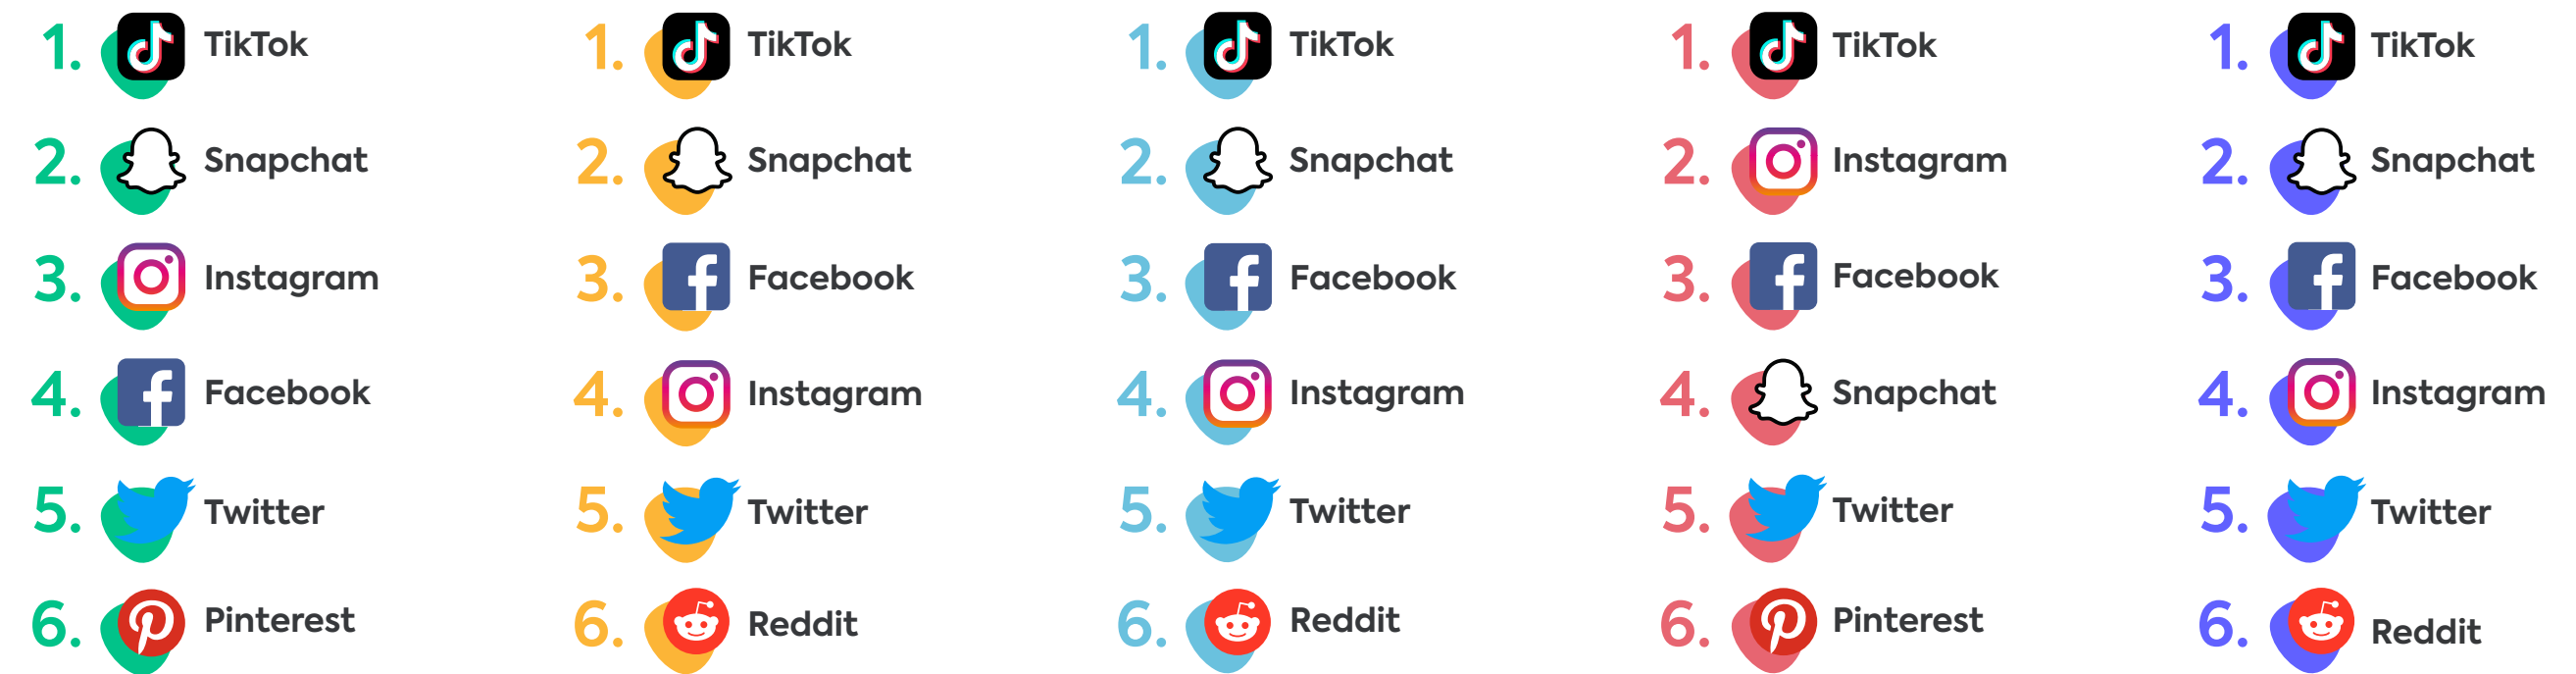 1. TikTok
2. Snapchat
3. Instagram
4. Facebook
5. Twitter
6. Pinterest
1. TikTok
2. Snapchat
3. Facebook
4. Instagram
5. Twitter
6. Reddit
1. TikTok
2. Snapchat
3. Facebook
4. Instagram
5. Twitter
6. Reddit
1. TikTok
2. Instagram
3. Facebook
4. Snapchat
5. Twitter
6. Pinterest
1. TikTok
2. Snapchat
3. Facebook
4. Instagram
5. Twitter
6. Reddit